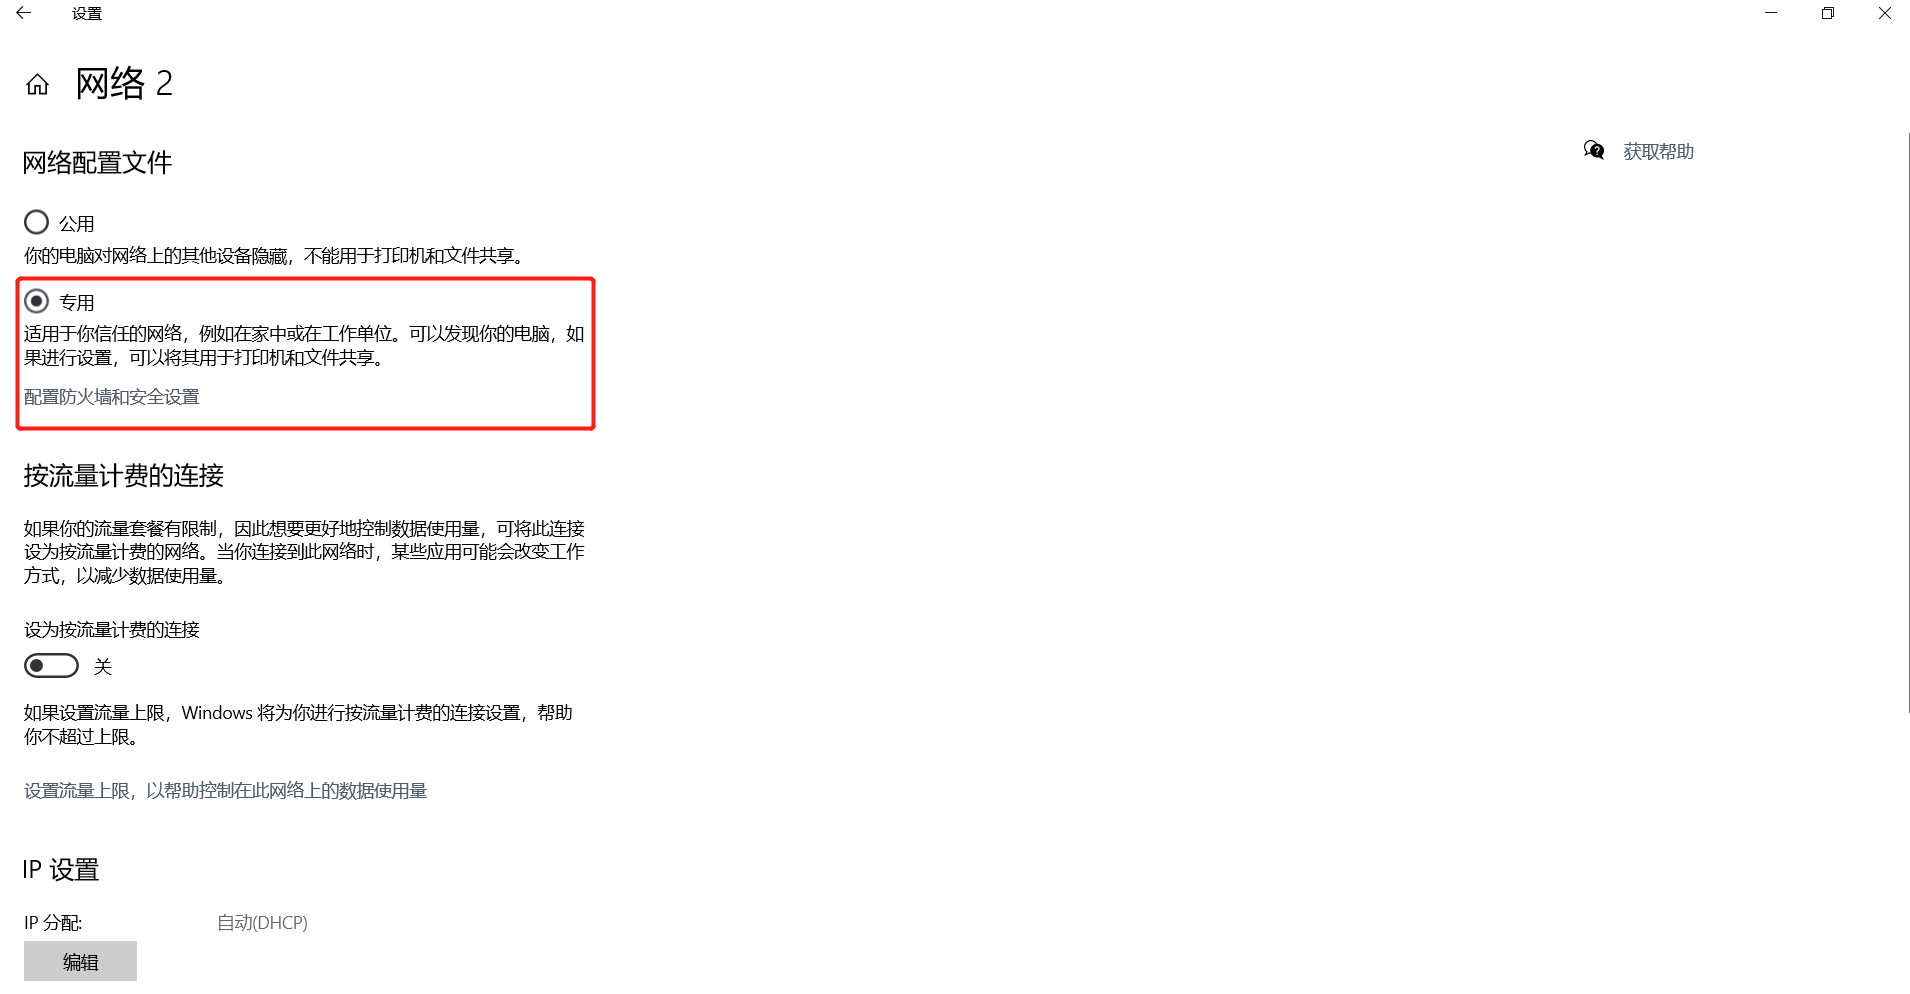 设置
网络 2
网络配置文件
获取帮助
公用
你的电脑对网络上的其他设备隐藏，不能用于打印机和文件共享。
专用
适用于你信任的网络，例如在家中或在工作单位。可以发现你的电脑，如
果进行设置，可以将其用于打印机和文件共享。
配置防火墙和安全设置
按流量计费的连接
如果你的流量套餐有限制，因此想要更好地控制数据使用量，可将此连接
设为按流量计费的网络。当你连接到此网络时，某些应用可能会改变工作
方式，以减少数据使用量。
设为按流量计费的连接
关
如果设置流量上限，Windows 将为你进行按流量计费的连接设置，帮助
你不超过上限。
设置流量上限，以帮助控制在此网络上的数据使用量
IP 设置
IP 分配: 自动(DHCP)
编辑